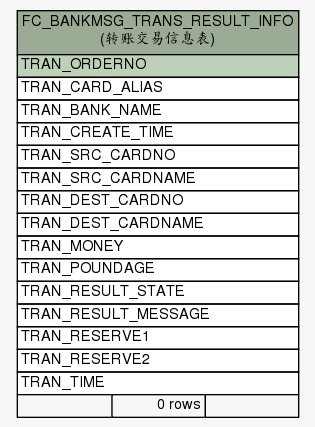 FC_BANKMSG_TRANS_RESULT_INFO
(转账交易信息表)
TRAN_ORDERNO
TRAN_CARD_ALIAS
TRAN_BANK_NAME
TRAN_CREATE_TIME
TRAN_SRC_CARDNO
TRAN_SRC_CARDNAME
TRAN_DEST_CARDNO
TRAN_DEST_CARDNAME
TRAN_MONEY
TRAN_POUNDAGE
TRAN_RESULT_STATE
TRAN_RESULT_MESSAGE
TRAN_RESERVE1
TRAN_RESERVE2
TRAN_TIME
0 rows